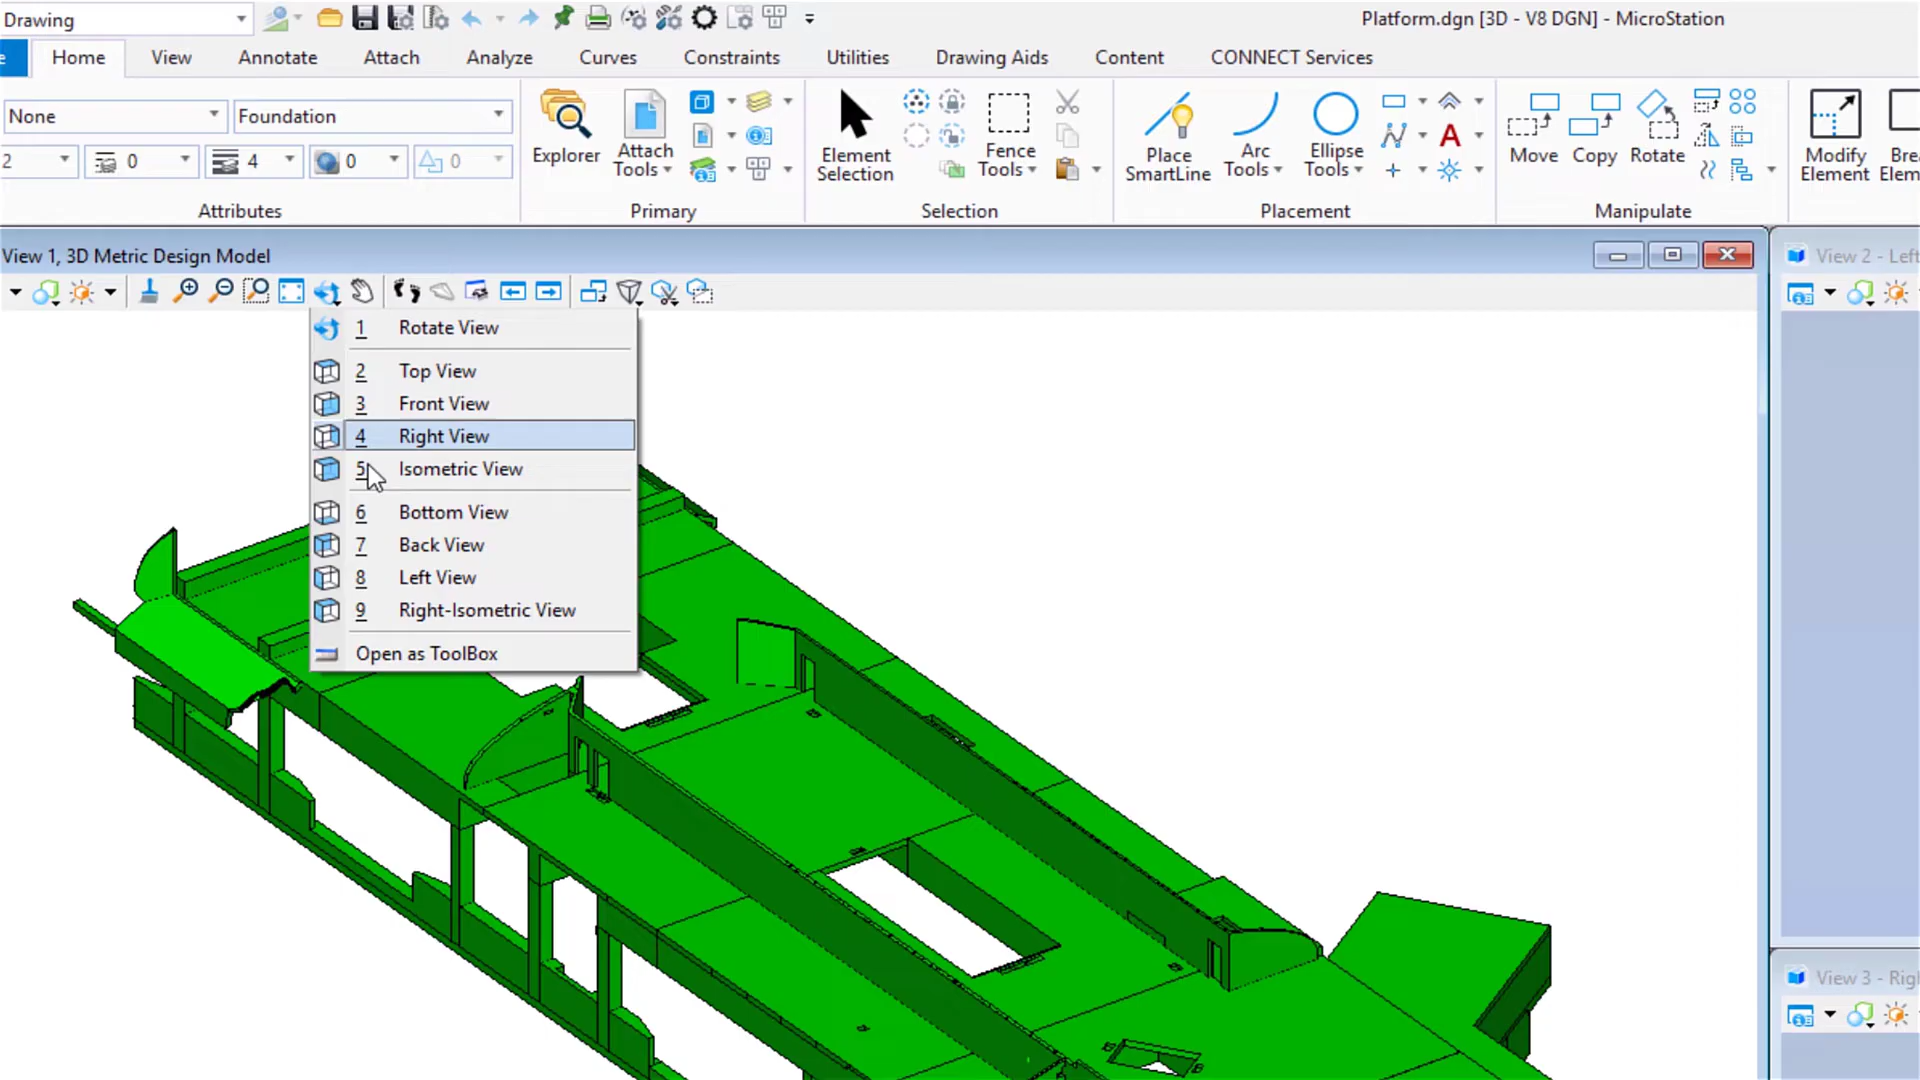 Drawing
Platform.dgn [3D - V8 DGN] - MicroStation
Home
View
Annotate
Attach
Analyze
Curves
Constraints
Utilities
Drawing Aids
Content
CONNECT Services
None
Foundation
2
0
4
0
0
Attributes
Explorer
Attach
Tools
Primary
Element
Selection
Fence
Tools
Selection
Place
SmartLine
Arc
Tools
Ellipse
Tools
Placement
Move
Copy
Rotate
Manipulate
Modify
Element
View 1, 3D Metric Design Model
View 2 - Left
1 Rotate View
2 Top View
3 Front View
4 Right View
5 Isometric View
6 Bottom View
7 Back View
8 Left View
9 Right-Isometric View
Open as ToolBox
View 3 - Righ